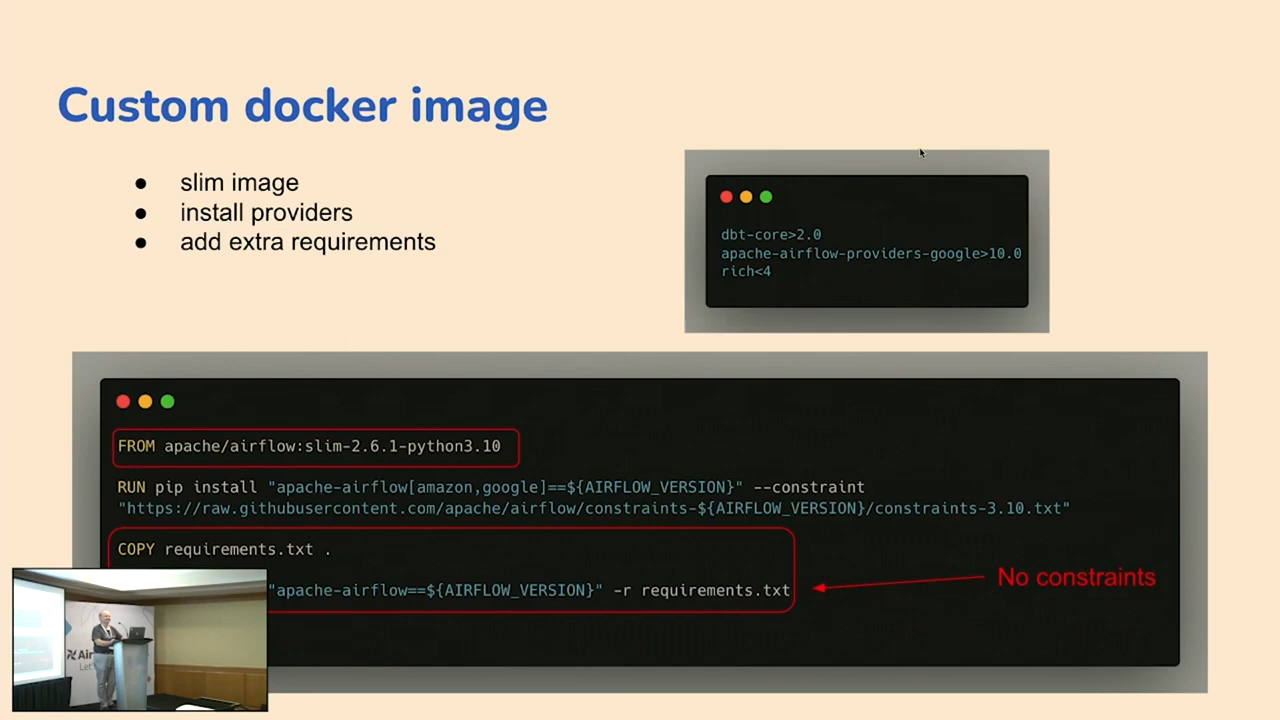 Custom docker image
● slim image
● install providers
● add extra requirements
dbt-core>2.0
apache-airflow-providers-google>10.0
rich<4
FROM apache/airflow:slim-2.6.1-python3.10
RUN pip install "apache-airflow[amazon,google]==${AIRFLOW_VERSION}" --constraint
"https://raw.githubusercontent.com/apache/airflow/constraints-${AIRFLOW_VERSION}/constraints-3.10.txt"
COPY requirements.txt .
"apache-airflow==${AIRFLOW_VERSION}" -r requirements.txt
No constraints
Air
Let'